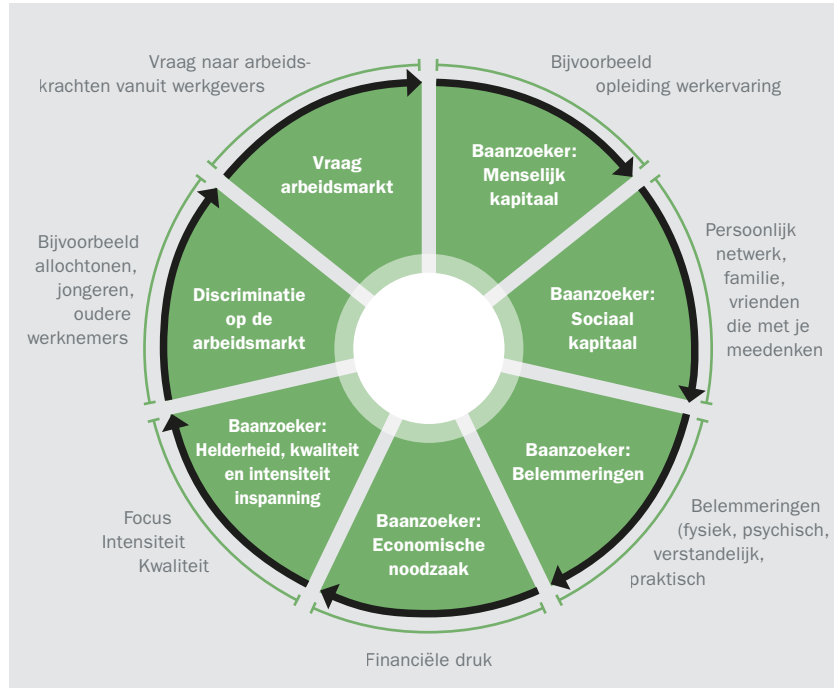 Vraag naar arbeids-
krachten vanuit werkgevers
Bijvoorbeeld
opleiding werkervaring
Vraag
arbeidsmarkt
Baanzoeker:
Menselijk
kapitaal
Persoonlijk
netwerk,
familie,
vrienden
die met je
meedenken
Baanzoeker:
Sociaal
kapitaal
Bijvoorbeeld
allochtonen,
jongeren,
oudere
werknemers
Discriminatie
op de
arbeidsmarkt
Baanzoeker:
Belemmeringen
Belemmeringen
(fysiek, psychisch,
verstandelijk,
praktisch
Baanzoeker:
Helderheid, kwaliteit
en intensiteit
inspanning
Focus
Intensiteit
Kwaliteit
Baanzoeker:
Economische
noodzaak
Financiële druk